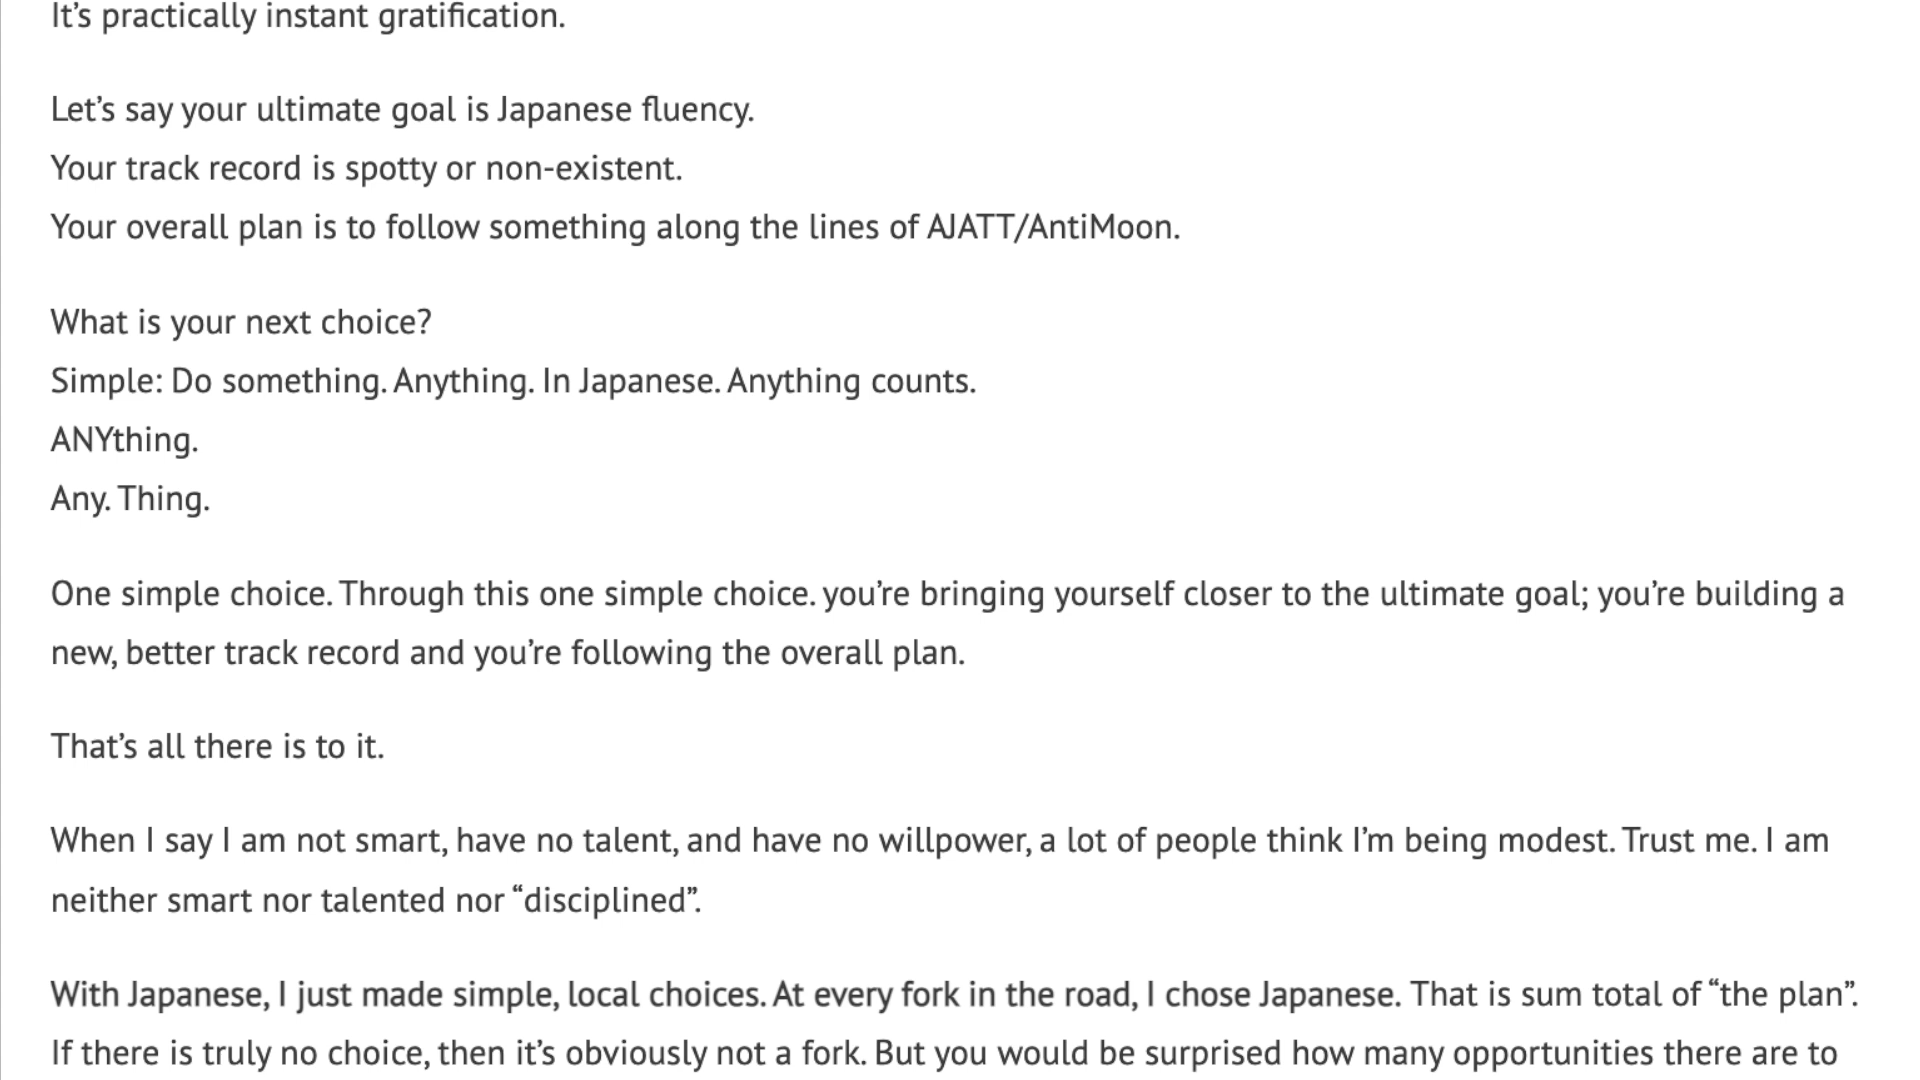 It’s practically instant gratification.
Let’s say your ultimate goal is Japanese fluency.
Your track record is spotty or non-existent.
Your overall plan is to follow something along the lines of AJATT/AntiMoon.
What is your next choice?
Simple: Do something. Anything. In Japanese. Anything counts.
ANYthing.
Any. Thing.
One simple choice. Through this one simple choice. you’re bringing yourself closer to the ultimate goal; you’re building a
new, better track record and you’re following the overall plan.
That’s all there is to it.
When I say I am not smart, have no talent, and have no willpower, a lot of people think I’m being modest. Trust me. I am
neither smart nor talented nor “disciplined”.
With Japanese, I just made simple, local choices. At every fork in the road, I chose Japanese. That is sum total of “the plan”.
If there is truly no choice, then it’s obviously not a fork. But you would be surprised how many opportunities there are to